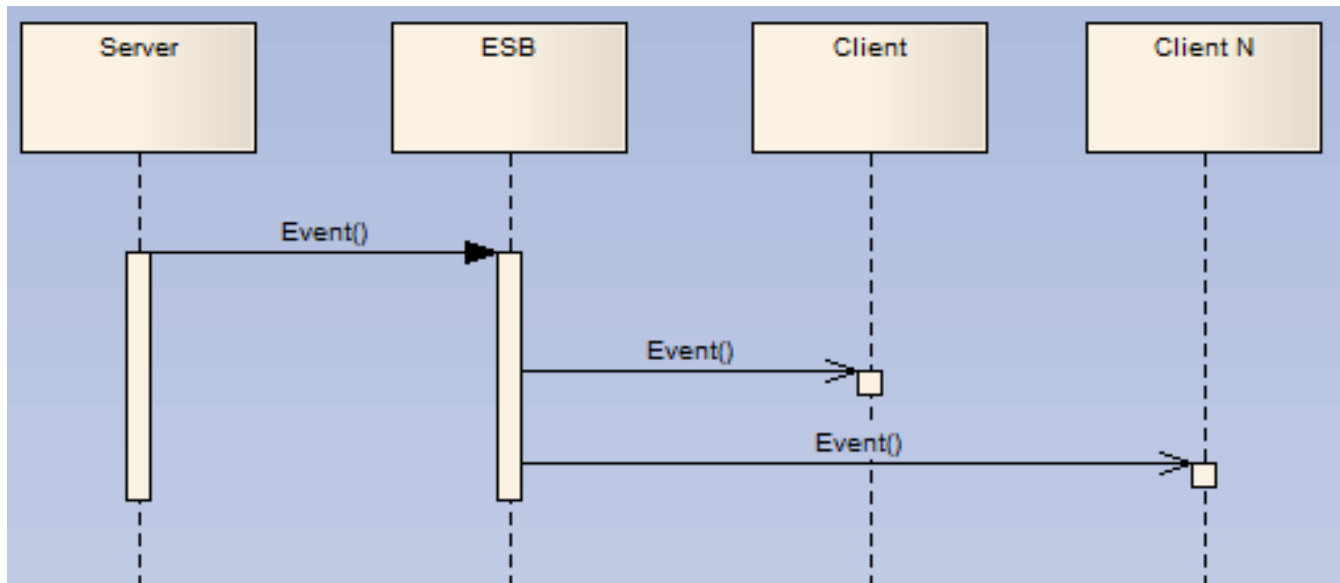 Server
ESB
Client
Client N
Event()
Event()
Event()